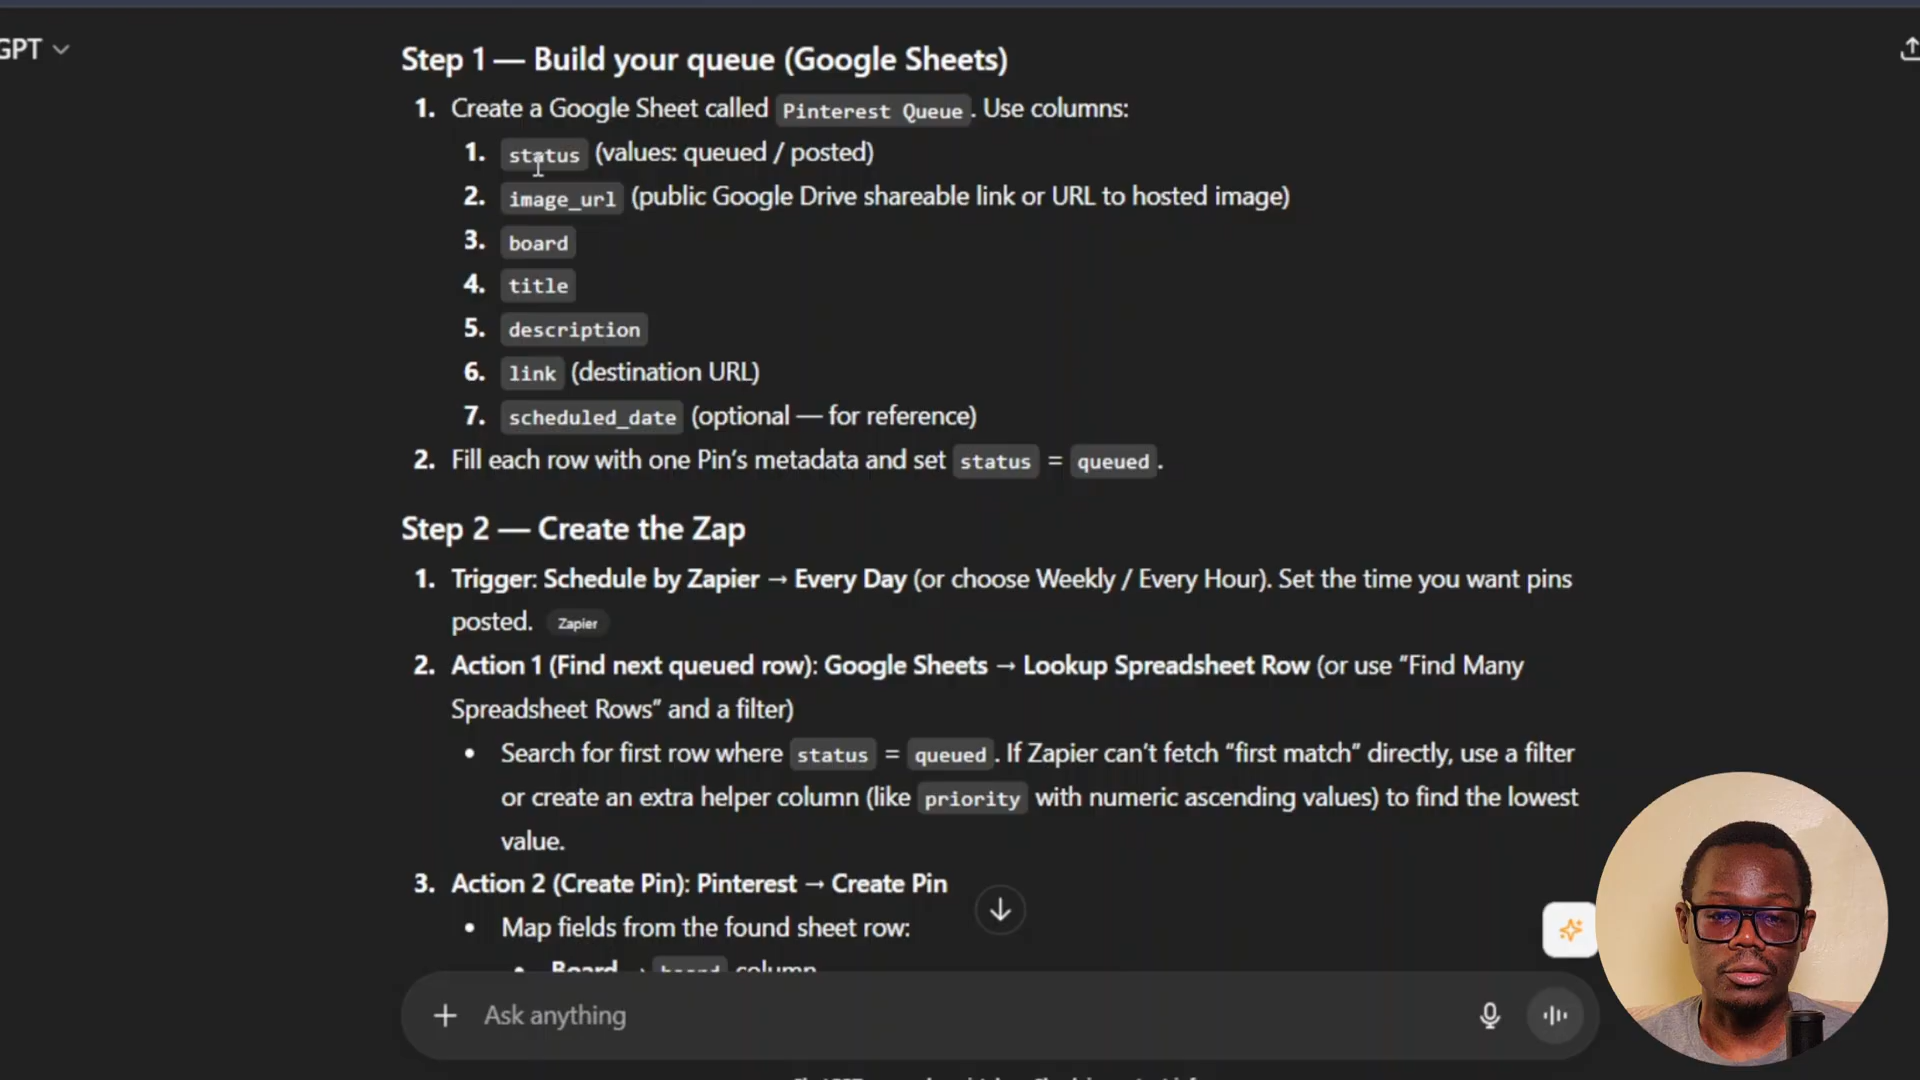 GPT
Step 1 — Build your queue (Google Sheets)
1. Create a Google Sheet called Pinterest Queue. Use columns:
1. status (values: queued / posted)
2. image_url (public Google Drive shareable link or URL to hosted image)
3. board
4. title
5. description
6. link (destination URL)
7. scheduled_date (optional — for reference)
2. Fill each row with one Pin’s metadata and set status = queued.
Step 2 — Create the Zap
1. Trigger: Schedule by Zapier → Every Day (or choose Weekly / Every Hour). Set the time you want pins
posted. Zapier
2. Action 1 (Find next queued row): Google Sheets → Lookup Spreadsheet Row (or use “Find Many
Spreadsheet Rows” and a filter)
• Search for first row where status = queued. If Zapier can’t fetch “first match” directly, use a filter
or create an extra helper column (like priority with numeric ascending values) to find the lowest
value.
3. Action 2 (Create Pin): Pinterest → Create Pin
• Map fields from the found sheet row:
• Board → board column
Ask anything